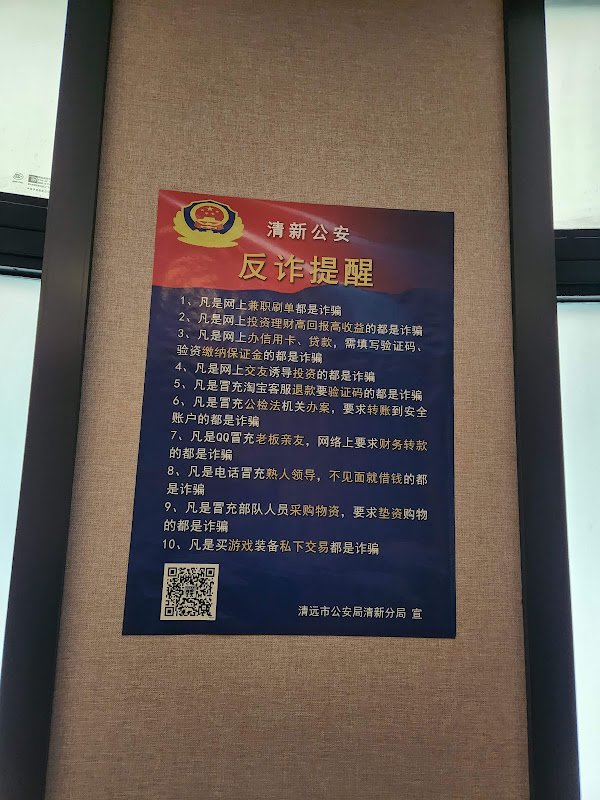 清新公安
反诈提醒
1、凡是网上兼职刷单都是诈骗
2、凡是网上投资理财高回报高收益的都是诈骗
3、凡是网上办信用卡、贷款，需填写验证码、
验资缴纳保证金的都是诈骗
4、凡是网上交友诱导投资的都是诈骗
5、凡是冒充淘宝客服退款要验证码的都是诈骗
6、凡是冒充公检法机关办案，要求转账到安全
账户的都是诈骗
7、凡是QQ冒充老板亲友，网络上要求财务转款
的都是诈骗
8、凡是电话冒充熟人领导，不见面就借钱的都
是诈骗
9、凡是冒充部队人员采购物资，要求垫资购物
的都是诈骗
10、凡是买游戏装备私下交易都是诈骗
清远市公安局清新分局 宣